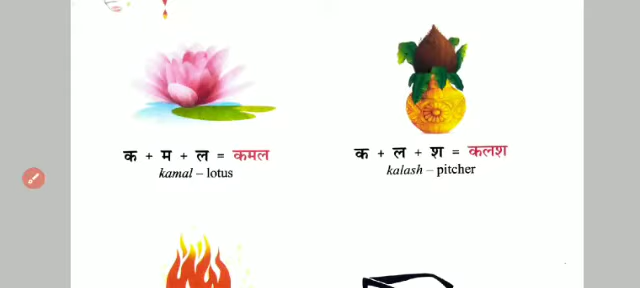 क + म + ल = कमल
kamal – lotus
क + ल + श = कलश
kalash – pitcher